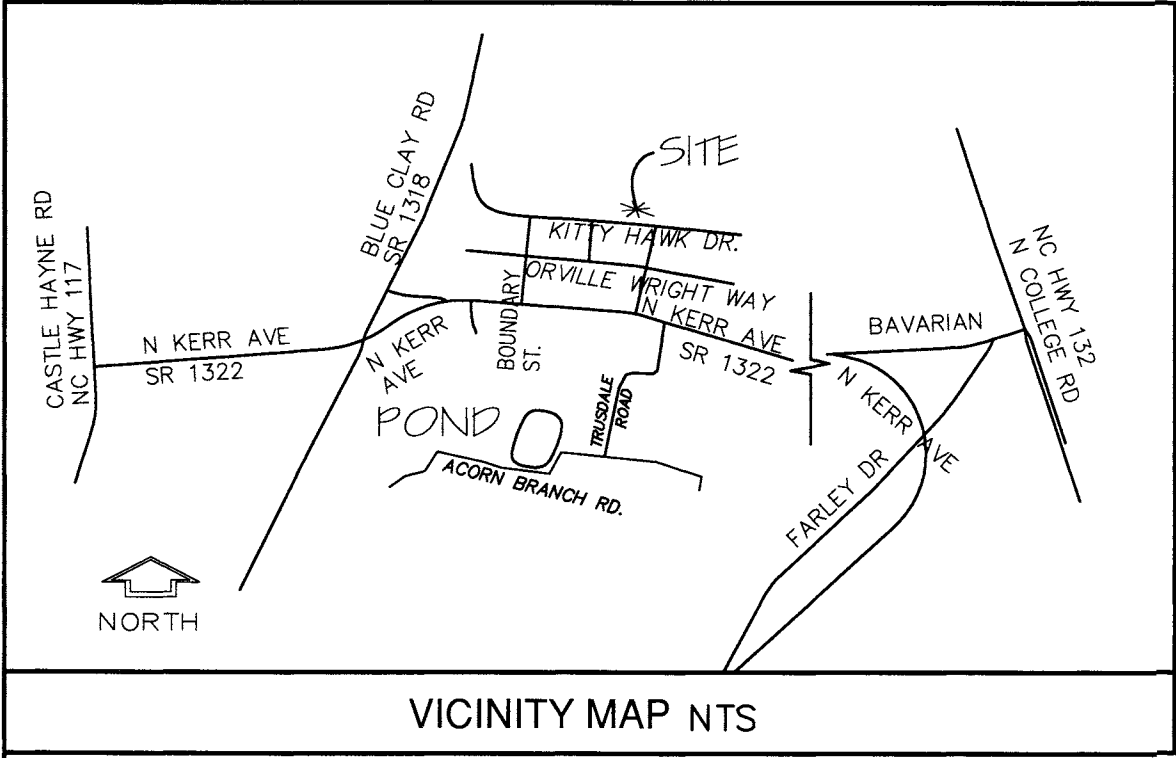 CASTLE HAYNE RD
NC HWY 117
N KERR AVE
SR 1322
BLUE CLAY RD
SR 1318
SITE
KITTY HAWK DR.
ORVILLE WRIGHT WAY
BOUNDARY
ST.
N KERR
AVE
N KERR AVE
SR 1322
TRUSDALE
ROAD
POND
ACORN BRANCH RD.
BAVARIAN
N KERR AVE
FARLEY DR
NC HWY 132
N COLLEGE RD
NORTH
VICINITY MAP NTS